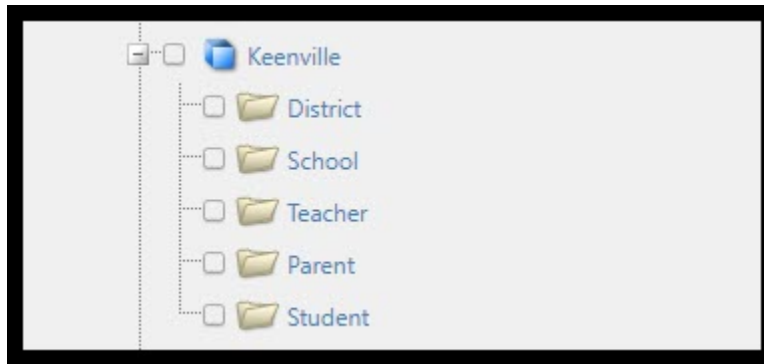 Keenville
District
School
Teacher
Parent
Student